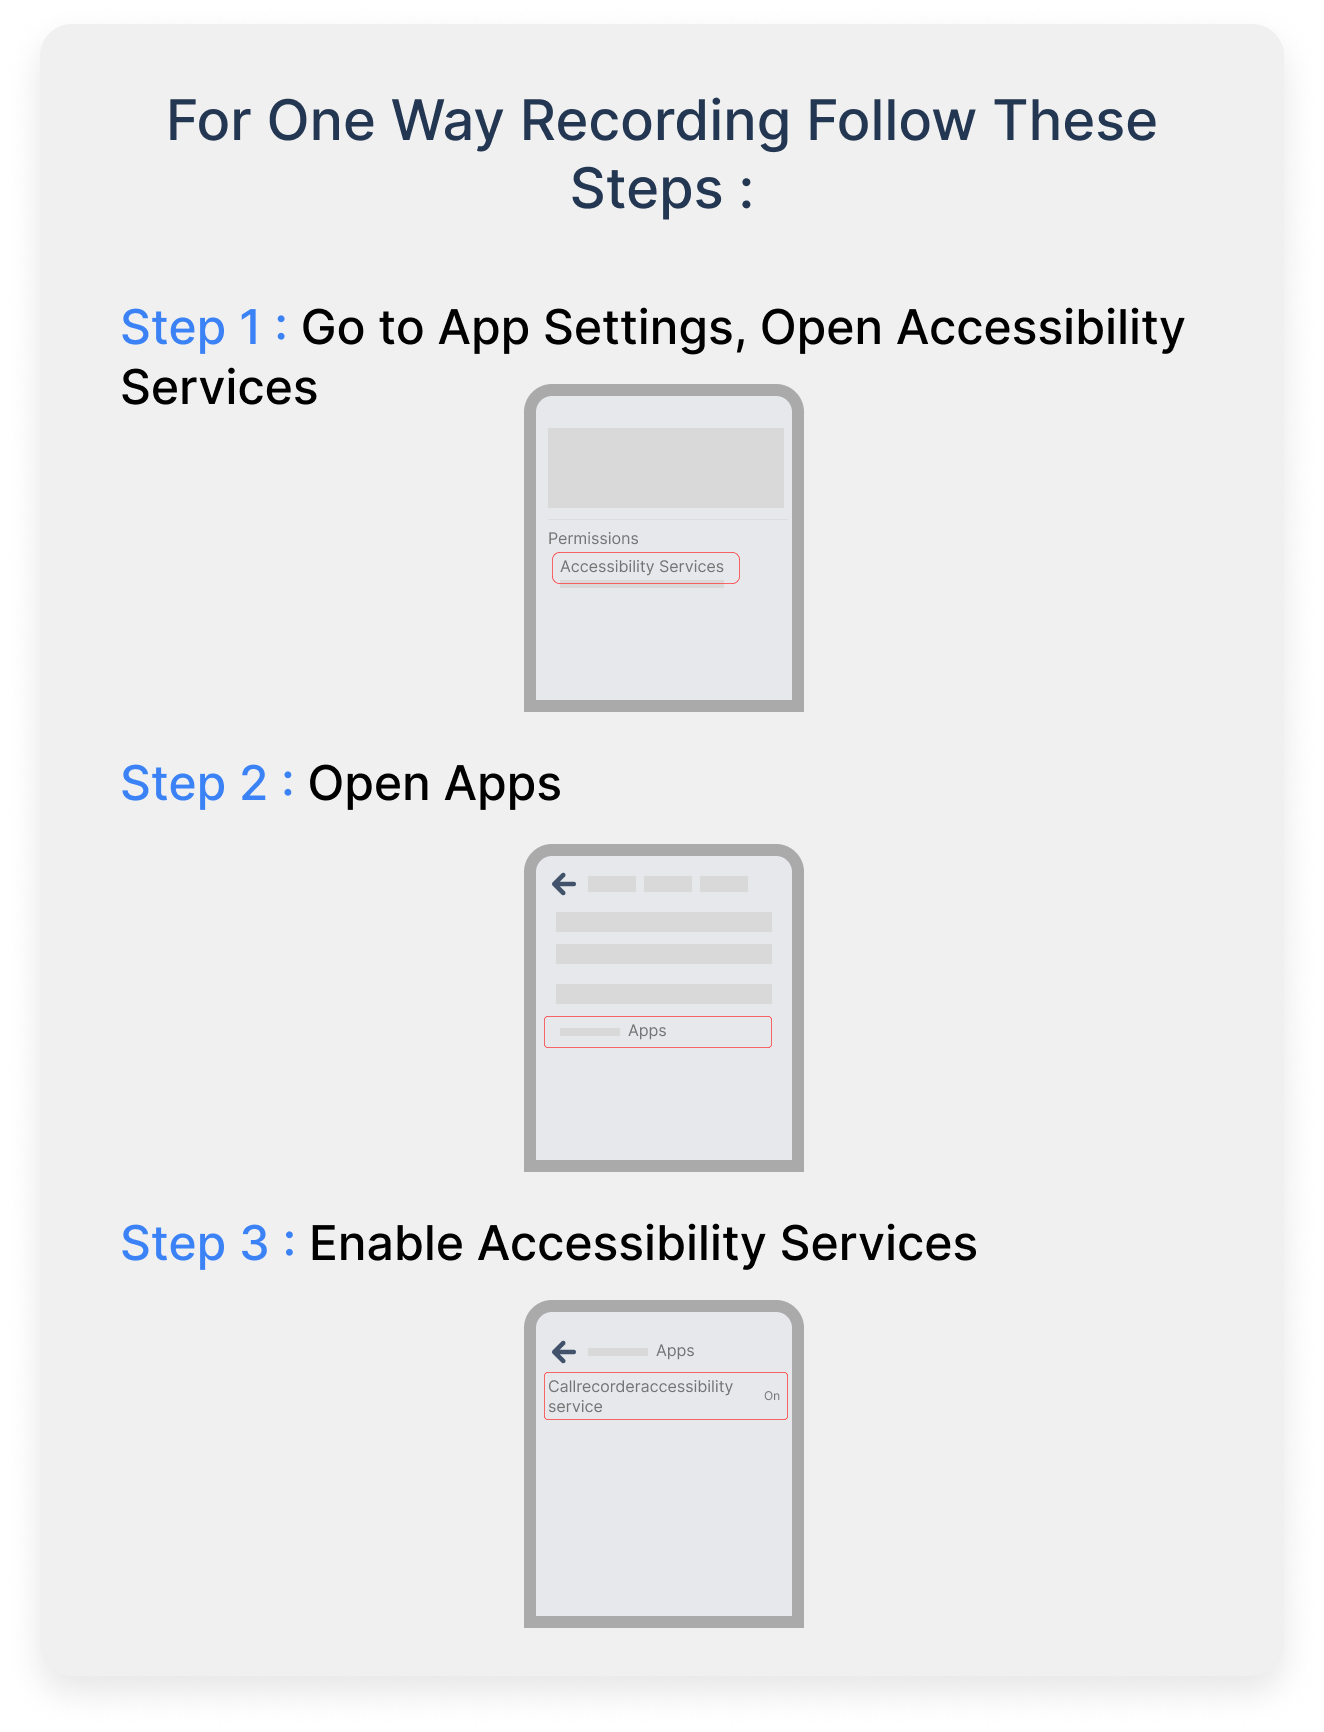 For One Way Recording Follow These
Steps :
Step 1 : Go to App Settings, Open Accessibility
Services
Permissions
Accessibility Services
Step 2 : Open Apps
Apps
Step 3 : Enable Accessibility Services
Apps
Callrecorderaccessibility
service
On